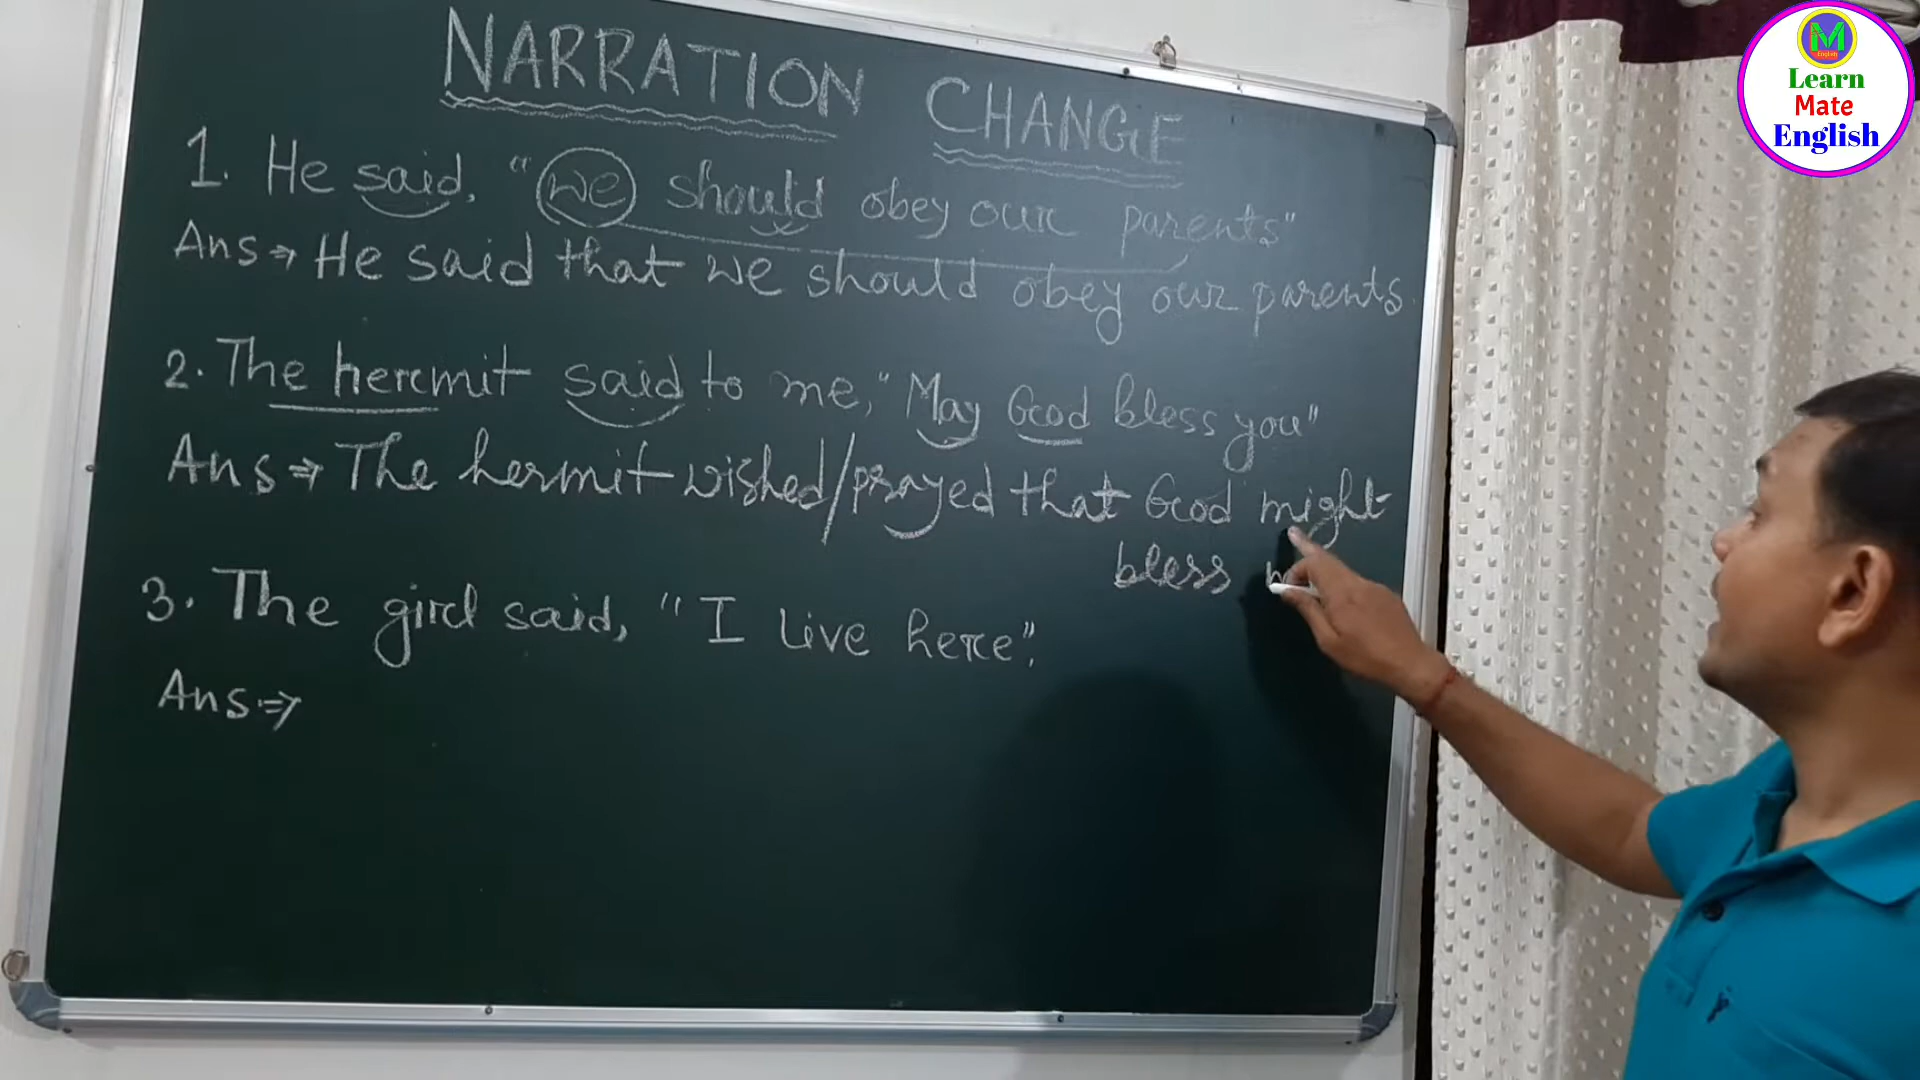 NARRATION CHANGE
1. He said, "we should obey our parents"
Ans ⇒ He said that we should obey our parents.
2. The hermit said to me, "May God bless you"
Ans ⇒ The hermit wished/prayed that God might
bless
3. The girl said, "I live here".
Ans ⇒
M
English
Learn
Mate
English